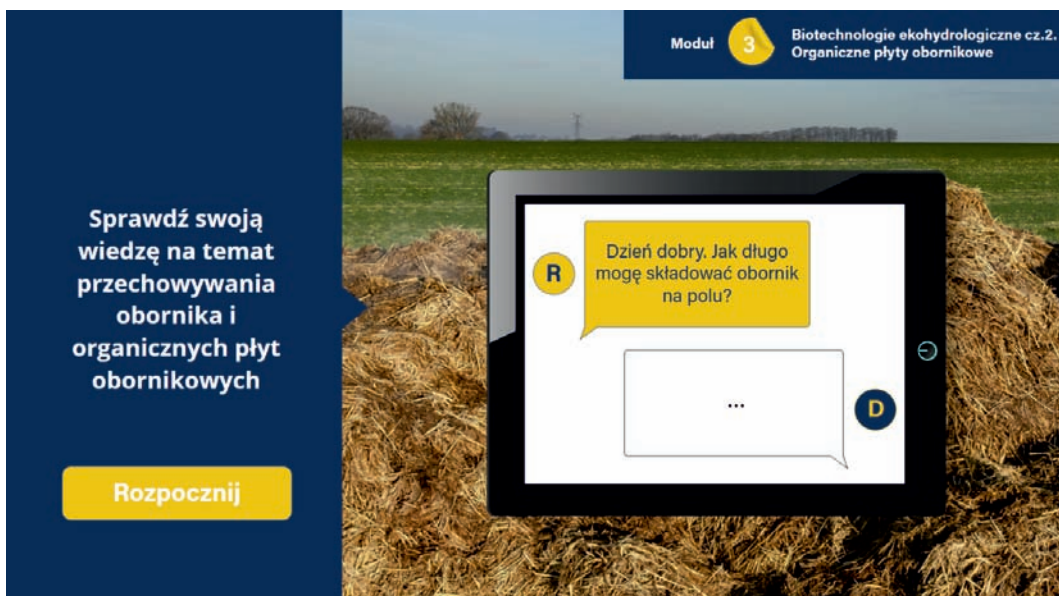 Moduł
3
Biotechnologie ekohydrologiczne cz.2.
Organiczne płyty obornikowe
Sprawdź swoją
wiedzę na temat
przechowywania
obornika i
organicznych płyt
obornikowych
Rozpocznij
R
Dzień dobry. Jak długo
mogę składować obornik
na polu?
...
D